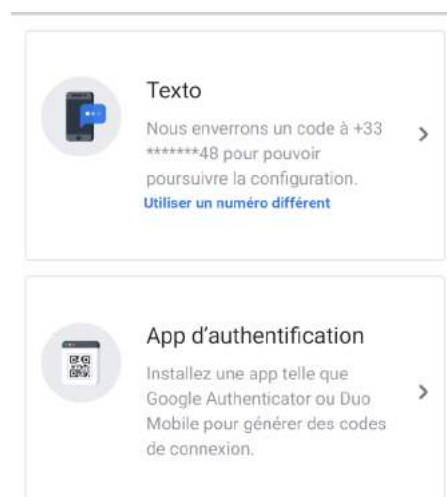 Texto
Nous enverrons un code à +33
*******48 pour pouvoir
poursuivre la configuration.
Utiliser un numéro différent
App d’authentification
Installez une app telle que
Google Authenticator ou Duo
Mobile pour générer des codes
de connexion.